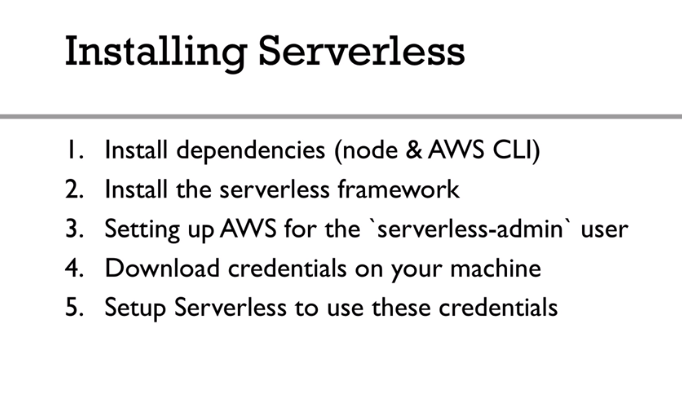 Installing Serverless
1. Install dependencies (node & AWS CLI)
2. Install the serverless framework
3. Setting up AWS for the `serverless-admin` user
4. Download credentials on your machine
5. Setup Serverless to use these credentials